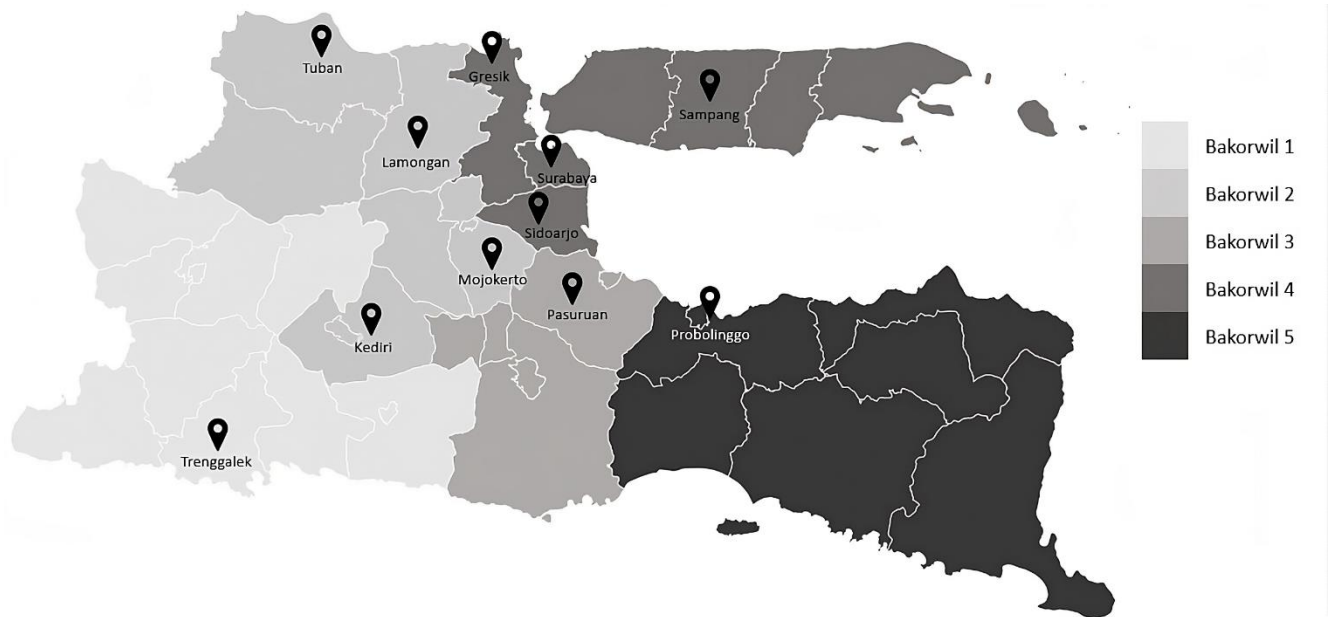 Tuban
Gresik
Sampang
Lamongan
Surabaya
Sidoarjo
Mojokerto
Pasuruan
Probolinggo
Kediri
Trenggalek
Bakorwil 1
Bakorwil 2
Bakorwil 3
Bakorwil 4
Bakorwil 5